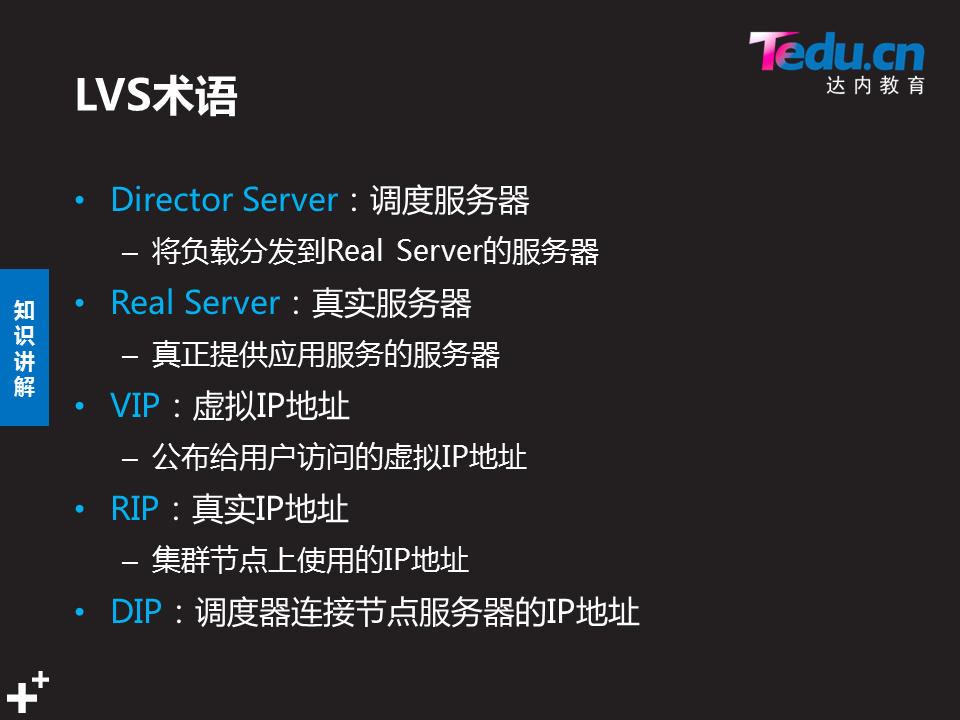 Tedu.cn
达内教育
LVS术语
• Director Server：调度服务器
– 将负载分发到Real Server的服务器
• Real Server：真实服务器
– 真正提供应用服务的服务器
• VIP：虚拟IP地址
– 公布给用户访问的虚拟IP地址
• RIP：真实IP地址
– 集群节点上使用的IP地址
• DIP：调度器连接节点服务器的IP地址
知识讲解